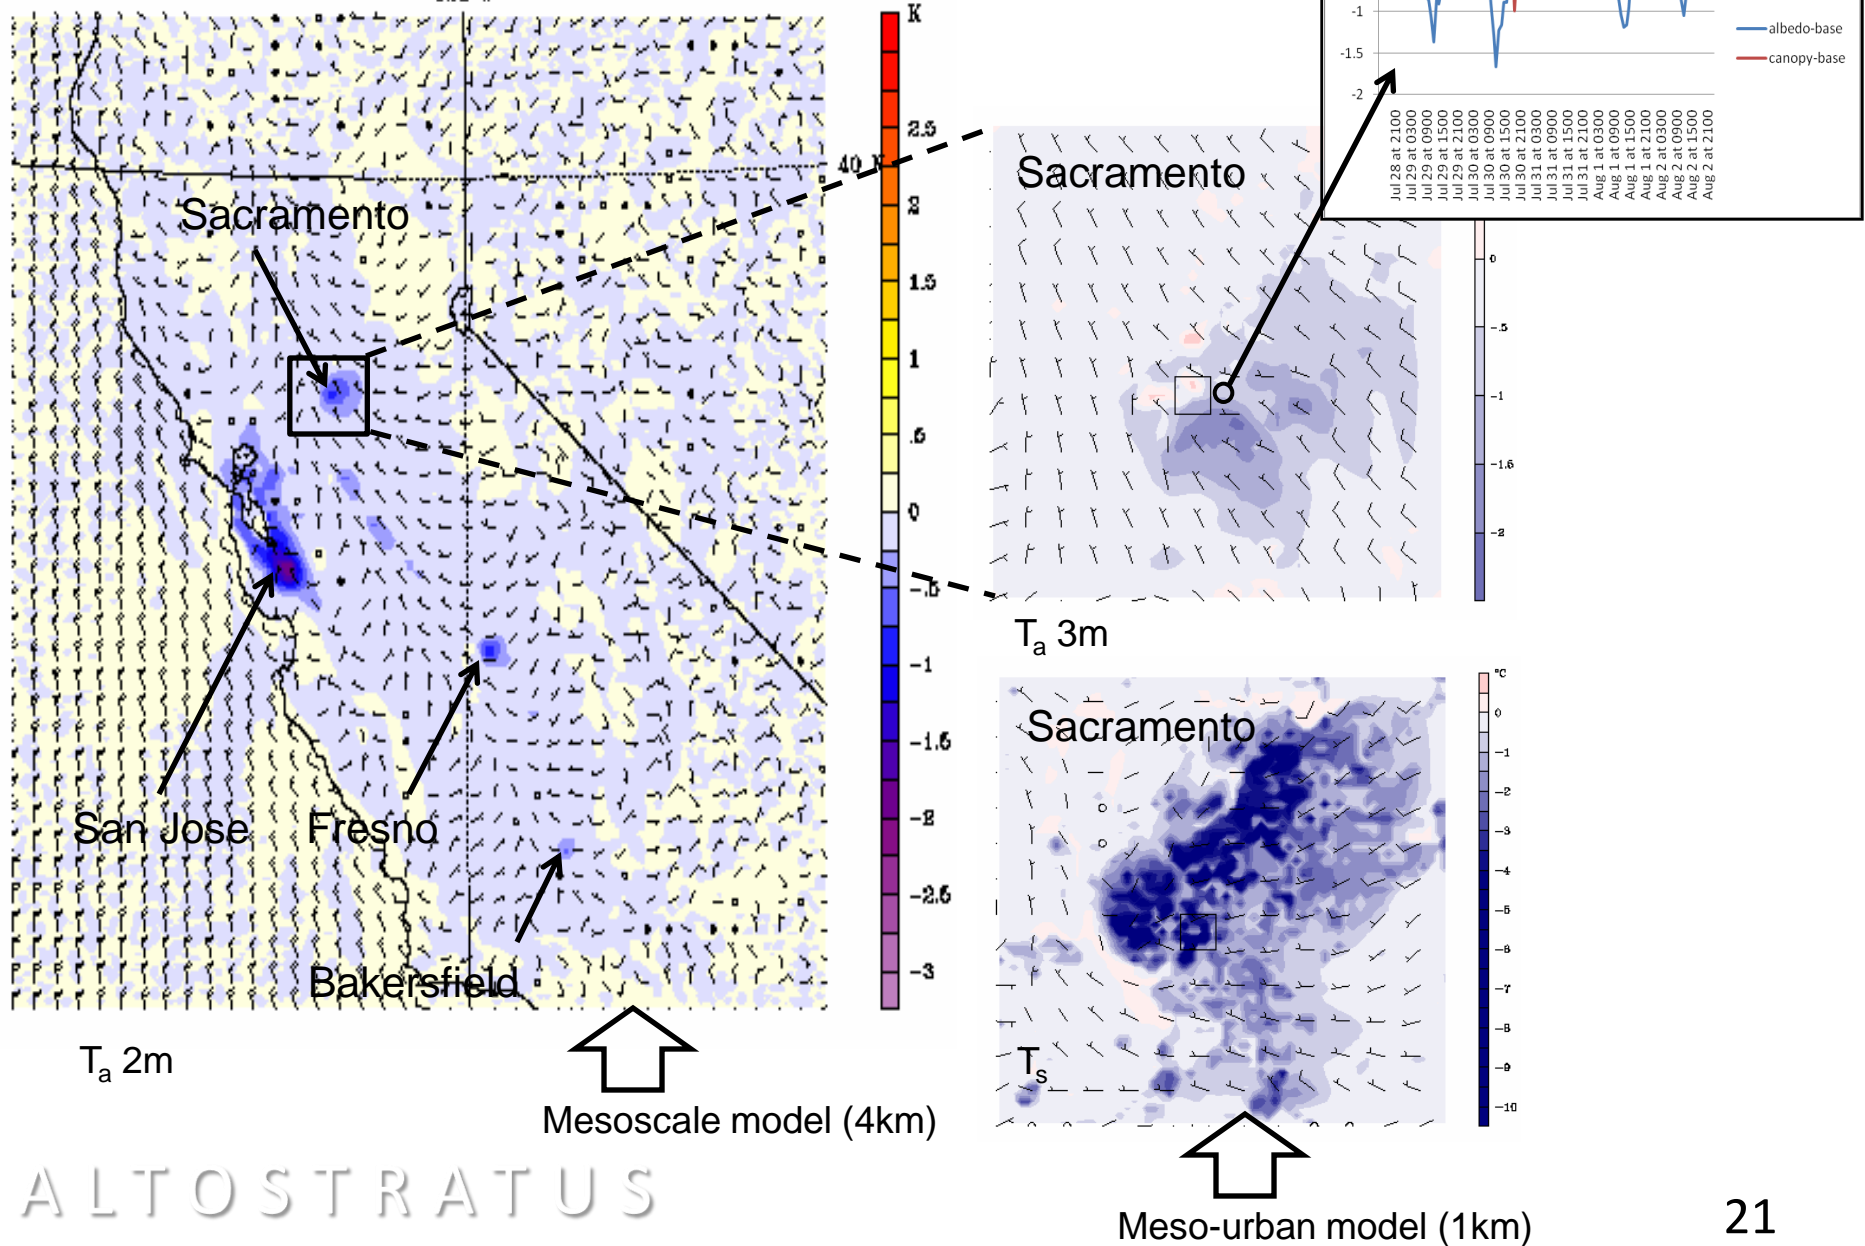 K
2.5
40 N
2
1.5
1
.5
0
-.5
-1
-1.5
-2
-2.5
-3
Sacramento
San Jose
Fresno
Bakersfield
Ta 2m
Mesoscale model (4km)
-1
-1.5
-2
albedo-base
canopy-base
Jul 28 at 2100
Jul 29 at 0300
Jul 29 at 0900
Jul 29 at 1500
Jul 29 at 2100
Jul 30 at 0300
Jul 30 at 0900
Jul 30 at 1500
Jul 30 at 2100
Jul 31 at 0300
Jul 31 at 0900
Jul 31 at 1500
Jul 31 at 2100
Aug 1 at 0300
Aug 1 at 0900
Aug 1 at 1500
Aug 1 at 2100
Aug 2 at 0300
Aug 2 at 0900
Aug 2 at 1500
Aug 2 at 2100
Sacramento
0
-.5
-1
-1.5
-2
Ta 3m
Sacramento
°C
0
-1
-2
-3
-4
-5
-6
-7
-8
-9
-10
Ts
Meso-urban model (1km)
ALTOSTRATUS
21